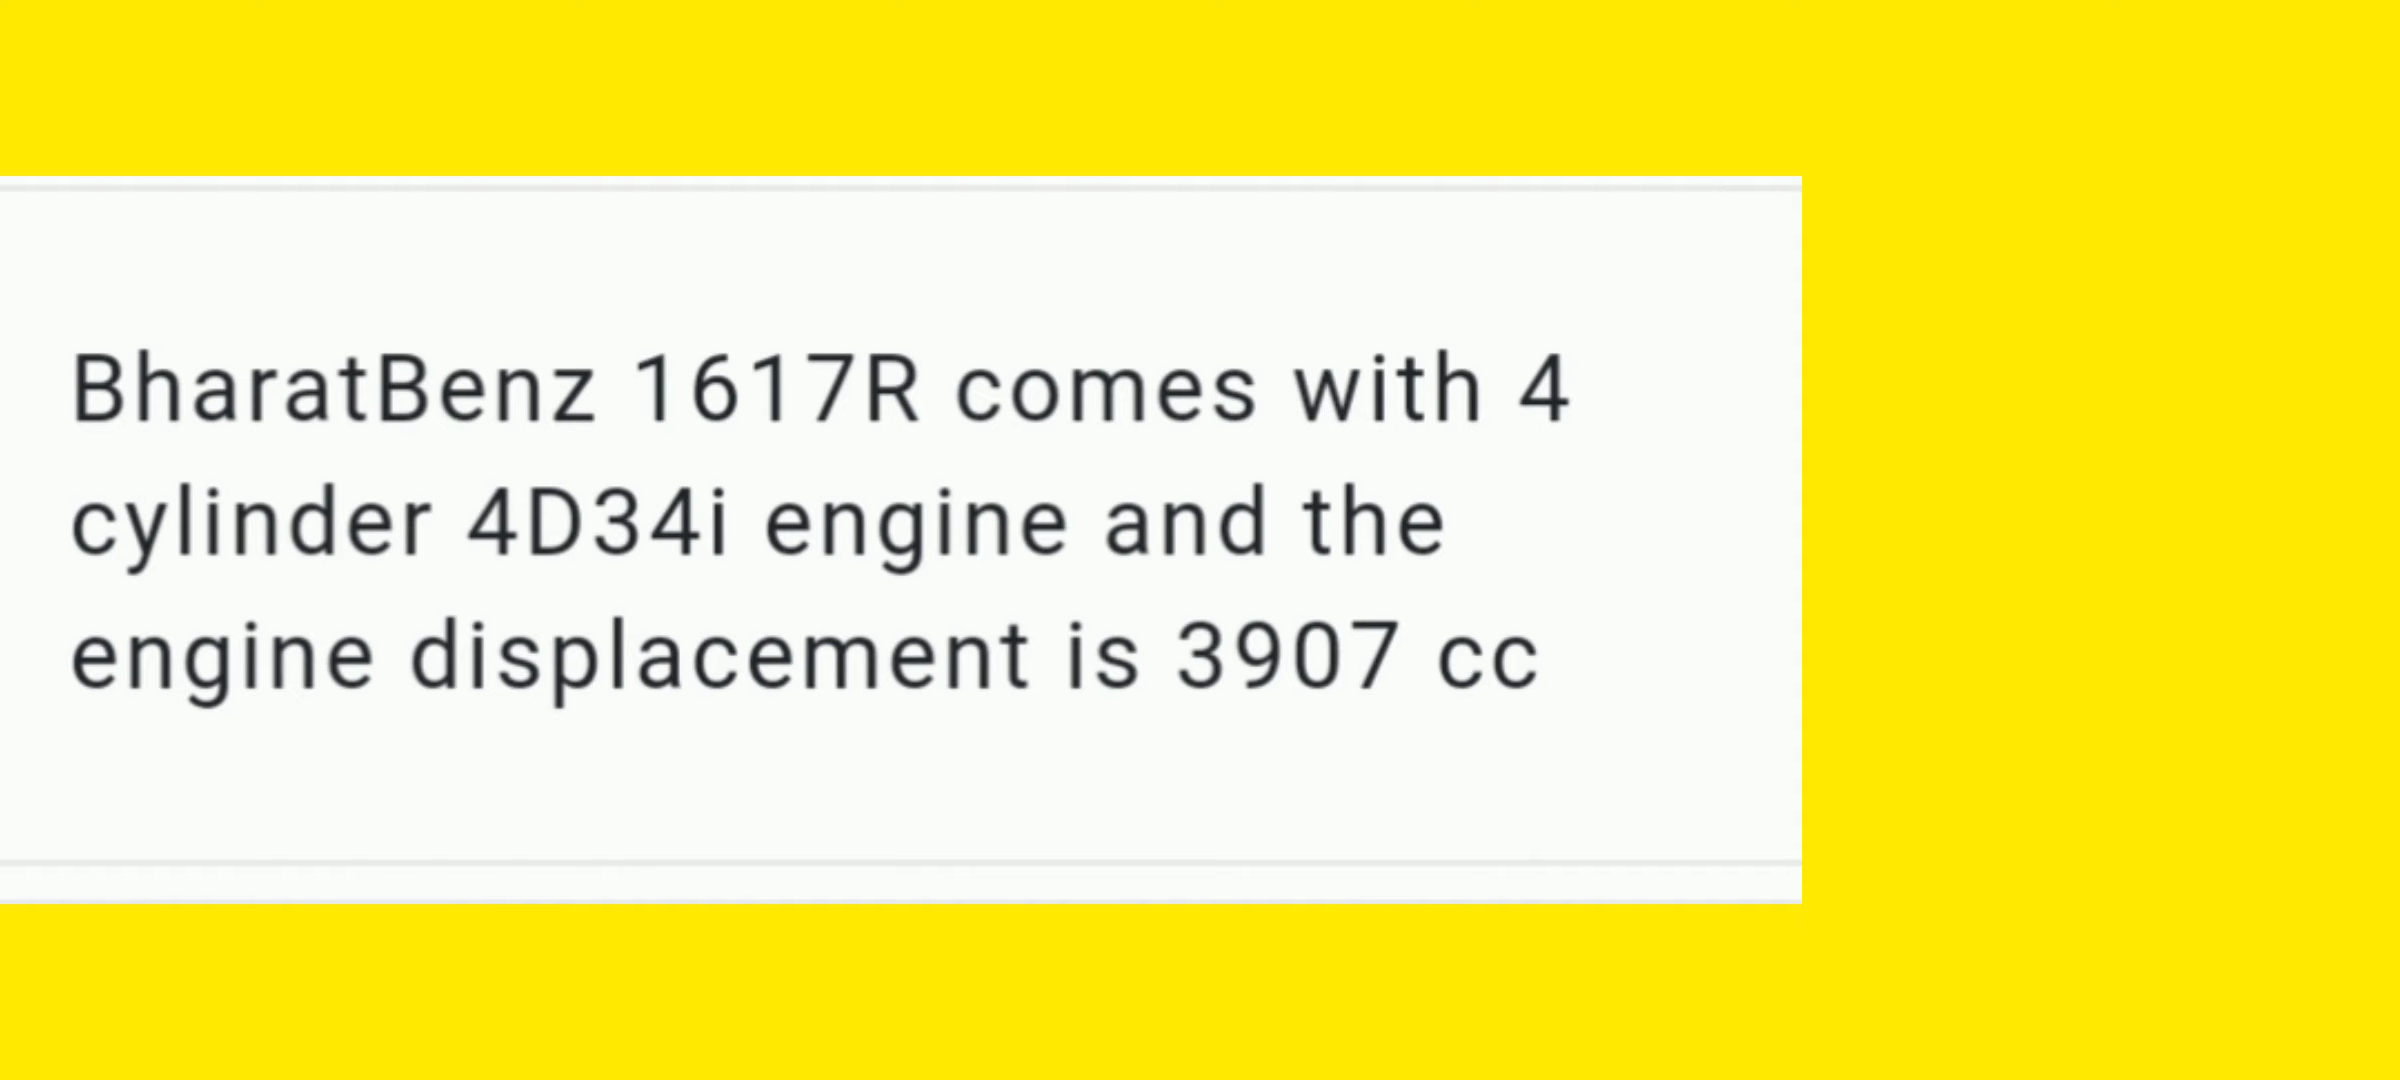 BharatBenz 1617R comes with 4
cylinder 4D34i engine and the
engine displacement is 3907 cc